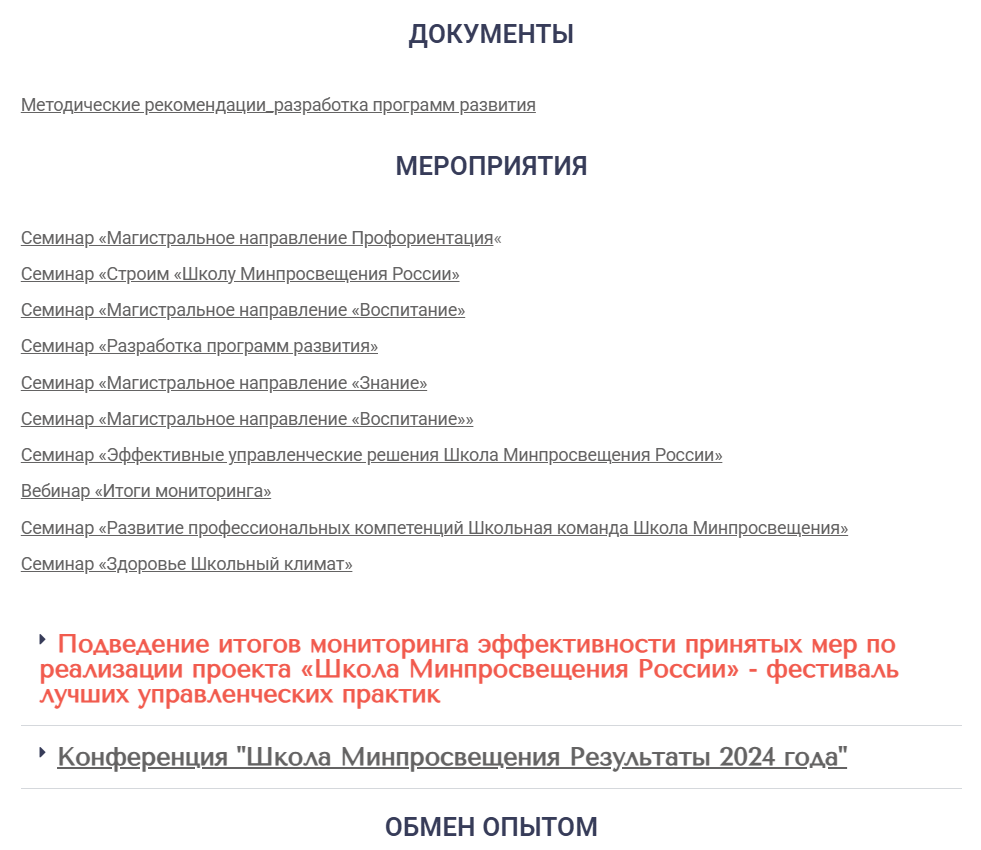 ДОКУМЕНТЫ
Методические рекомендации_разработка программ развития
МЕРОПРИЯТИЯ
Семинар «Магистральное направление Профориентация«
Семинар «Строим «Школу Минпросвещения России»
Семинар «Магистральное направление «Воспитание»
Семинар «Разработка программ развития»
Семинар «Магистральное направление «Знание»
Семинар «Магистральное направление «Воспитание»»
Семинар «Эффективные управленческие решения Школа Минпросвещения России»
Вебинар «Итоги мониторинга»
Семинар «Развитие профессиональных компетенций Школьная команда Школа Минпросвещения»
Семинар «Здоровье Школьный климат»
Подведение итогов мониторинга эффективности принятых мер по
реализации проекта «Школа Минпросвещения России» - фестиваль
лучших управленческих практик
Конференция "Школа Минпросвещения Результаты 2024 года"
ОБМЕН ОПЫТОМ